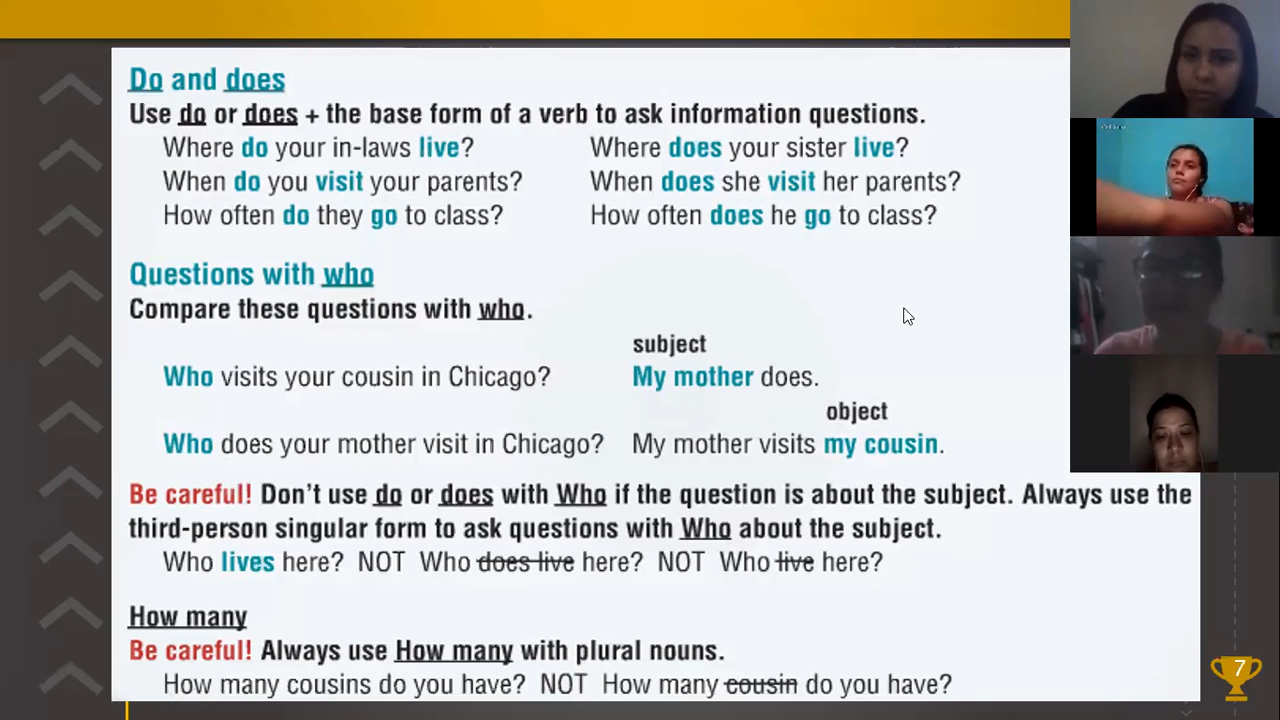 Do and does
Use do or does + the base form of a verb to ask information questions.
Where do your in-laws live? Where does your sister live?
When do you visit your parents? When does she visit her parents?
How often do they go to class? How often does he go to class?
Questions with who
Compare these questions with who.
subject
Who visits your cousin in Chicago? My mother does.
object
Who does your mother visit in Chicago? My mother visits my cousin.
Be careful! Don't use do or does with Who if the question is about the subject. Always use the
third-person singular form to ask questions with Who about the subject.
Who lives here? NOT Who does live here? NOT Who live here?
How many
Be careful! Always use How many with plural nouns.
How many cousins do you have? NOT How many cousin do you have?
7